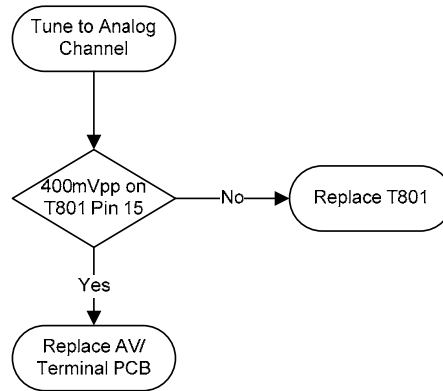 Tune to Analog
Channel
400mVpp on
T801 Pin 15
No
Replace T801
Yes
Replace AV/
Terminal PCB